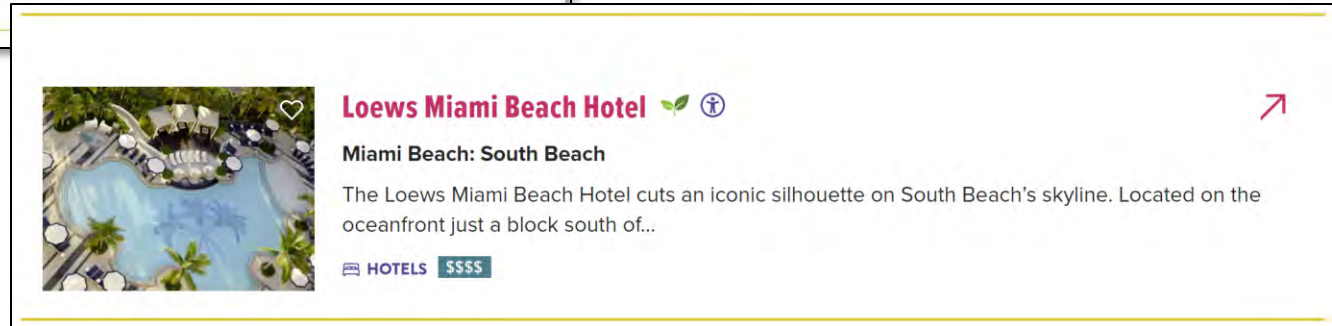 Loews Miami Beach Hotel
Miami Beach: South Beach
The Loews Miami Beach Hotel cuts an iconic silhouette on South Beach's skyline. Located on the
oceanfront just a block south of...
HOTELS $$$$